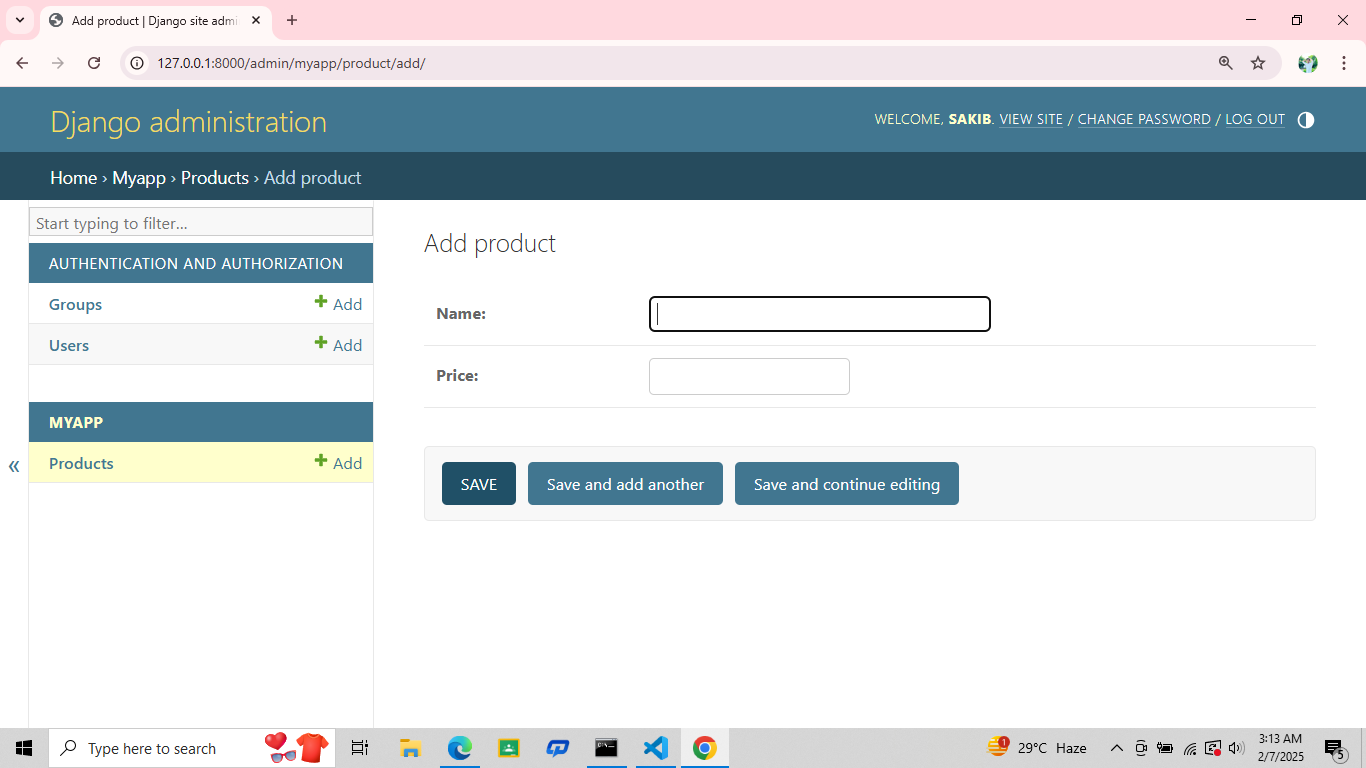 Add product | Django site admi
127.0.0.1:8000/admin/myapp/product/add/
Django administration
WELCOME, SAKIB. VIEW SITE / CHANGE PASSWORD / LOG OUT
Home › Myapp › Products › Add product
Start typing to filter...
AUTHENTICATION AND AUTHORIZATION
Groups + Add
Users + Add
MYAPP
Products + Add
«
Add product
Name:
Price:
SAVE Save and add another Save and continue editing
Type here to search
1
29°C Haze
3:13 AM
2/7/2025
5